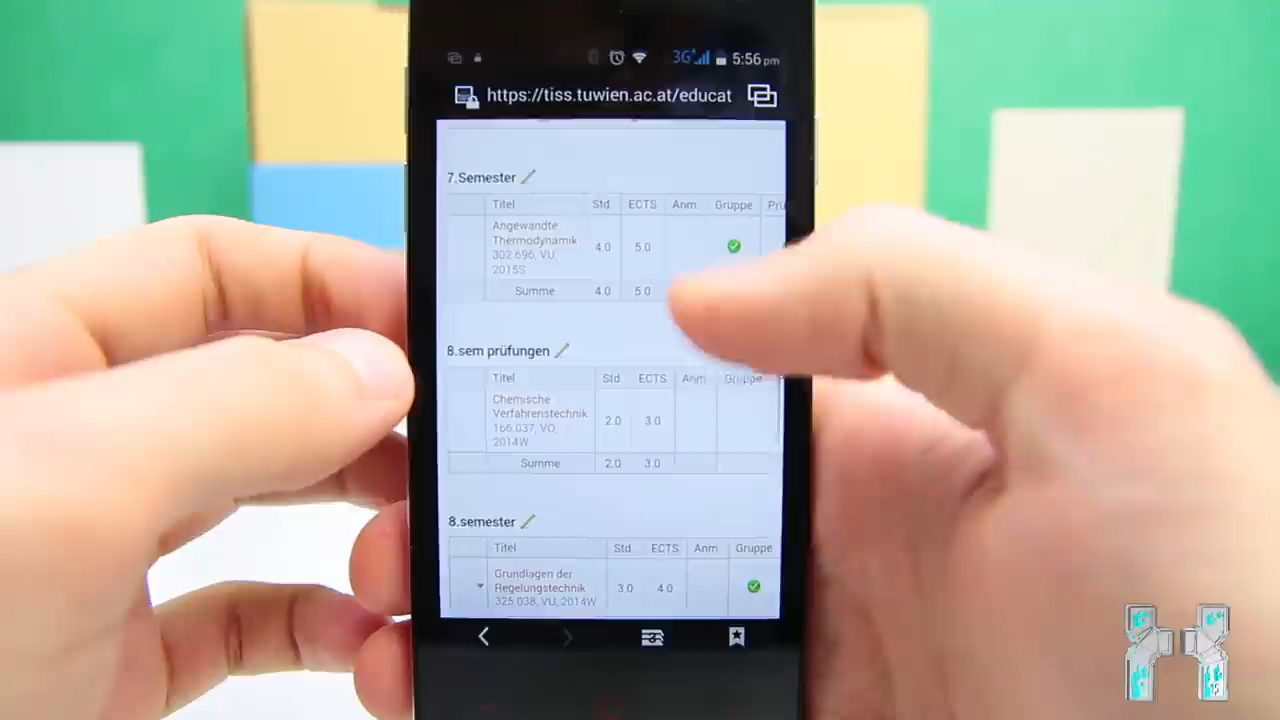 3G 5:56 pm
https://tiss.tuwien.ac.at/educat
7.Semester
Titel Std. ECTS Anm. Gruppe Prü
Angewandte
Thermodynamik 4.0 5.0
302.696, VU,
2015S
Summe 4.0 5.0
8.sem prüfungen
Titel Std. ECTS Anm. Gruppe
Chemische
Verfahrenstechnik 2.0 3.0
166.037, VO,
2014W
Summe 2.0 3.0
8.semester
Titel Std. ECTS Anm. Gruppe
Grundlagen der
Regelungstechnik 3.0 4.0
325.038, VU, 2014W